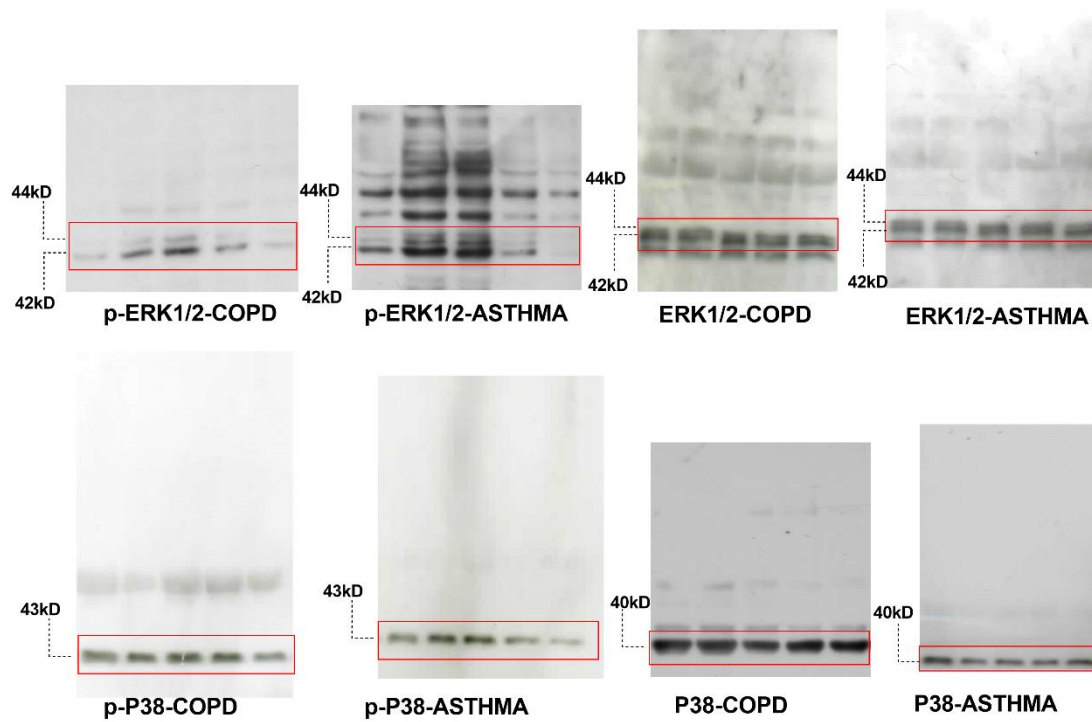 44kD
42kD
p-ERK1/2-COPD
44kD
42kD
p-ERK1/2-ASTHMA
44kD
42kD
ERK1/2-COPD
44kD
42kD
ERK1/2-ASTHMA
43kD
p-P38-COPD
43kD
p-P38-ASTHMA
40kD
P38-COPD
40kD
P38-ASTHMA